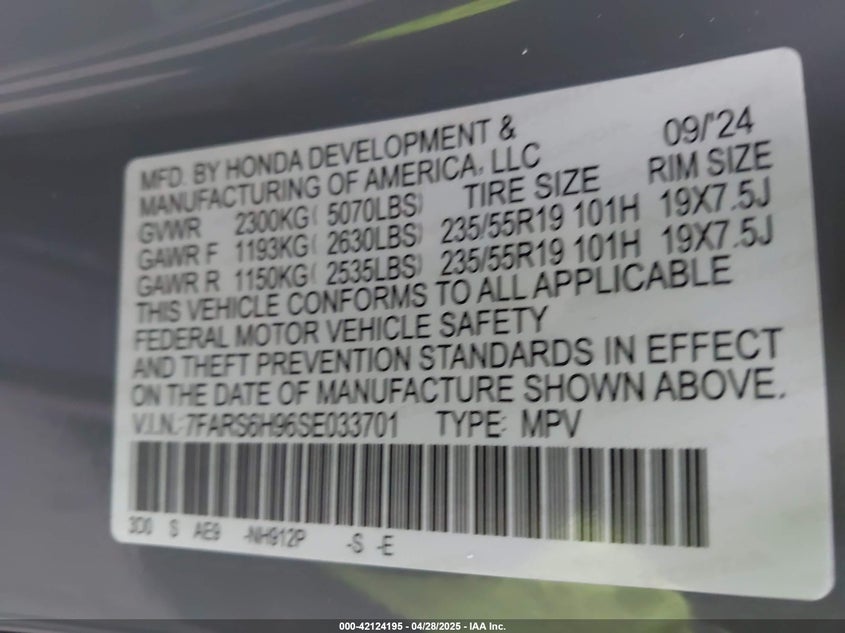 MFD. BY HONDA DEVELOPMENT & 09/'24
MANUFACTURING OF AMERICA, LLC
TIRE SIZE RIM SIZE
GVWR 2300KG( 5070LBS)
GAWR F 1193KG( 2630LBS) 235/55R19 101H 19X7.5J
GAWR R 1150KG( 2535LBS) 235/55R19 101H 19X7.5J
THIS VEHICLE CONFORMS TO ALL APPLICABLE
FEDERAL MOTOR VEHICLE SAFETY
AND THEFT PREVENTION STANDARDS IN EFFECT
ON THE DATE OF MANUFACTURE SHOWN ABOVE.
V.I.N.:7FARS6H96SE033701 TYPE: MPV
3D0 S AE9 -NH912P -S -E
000-42124195 - 04/28/2025 - IAA Inc.